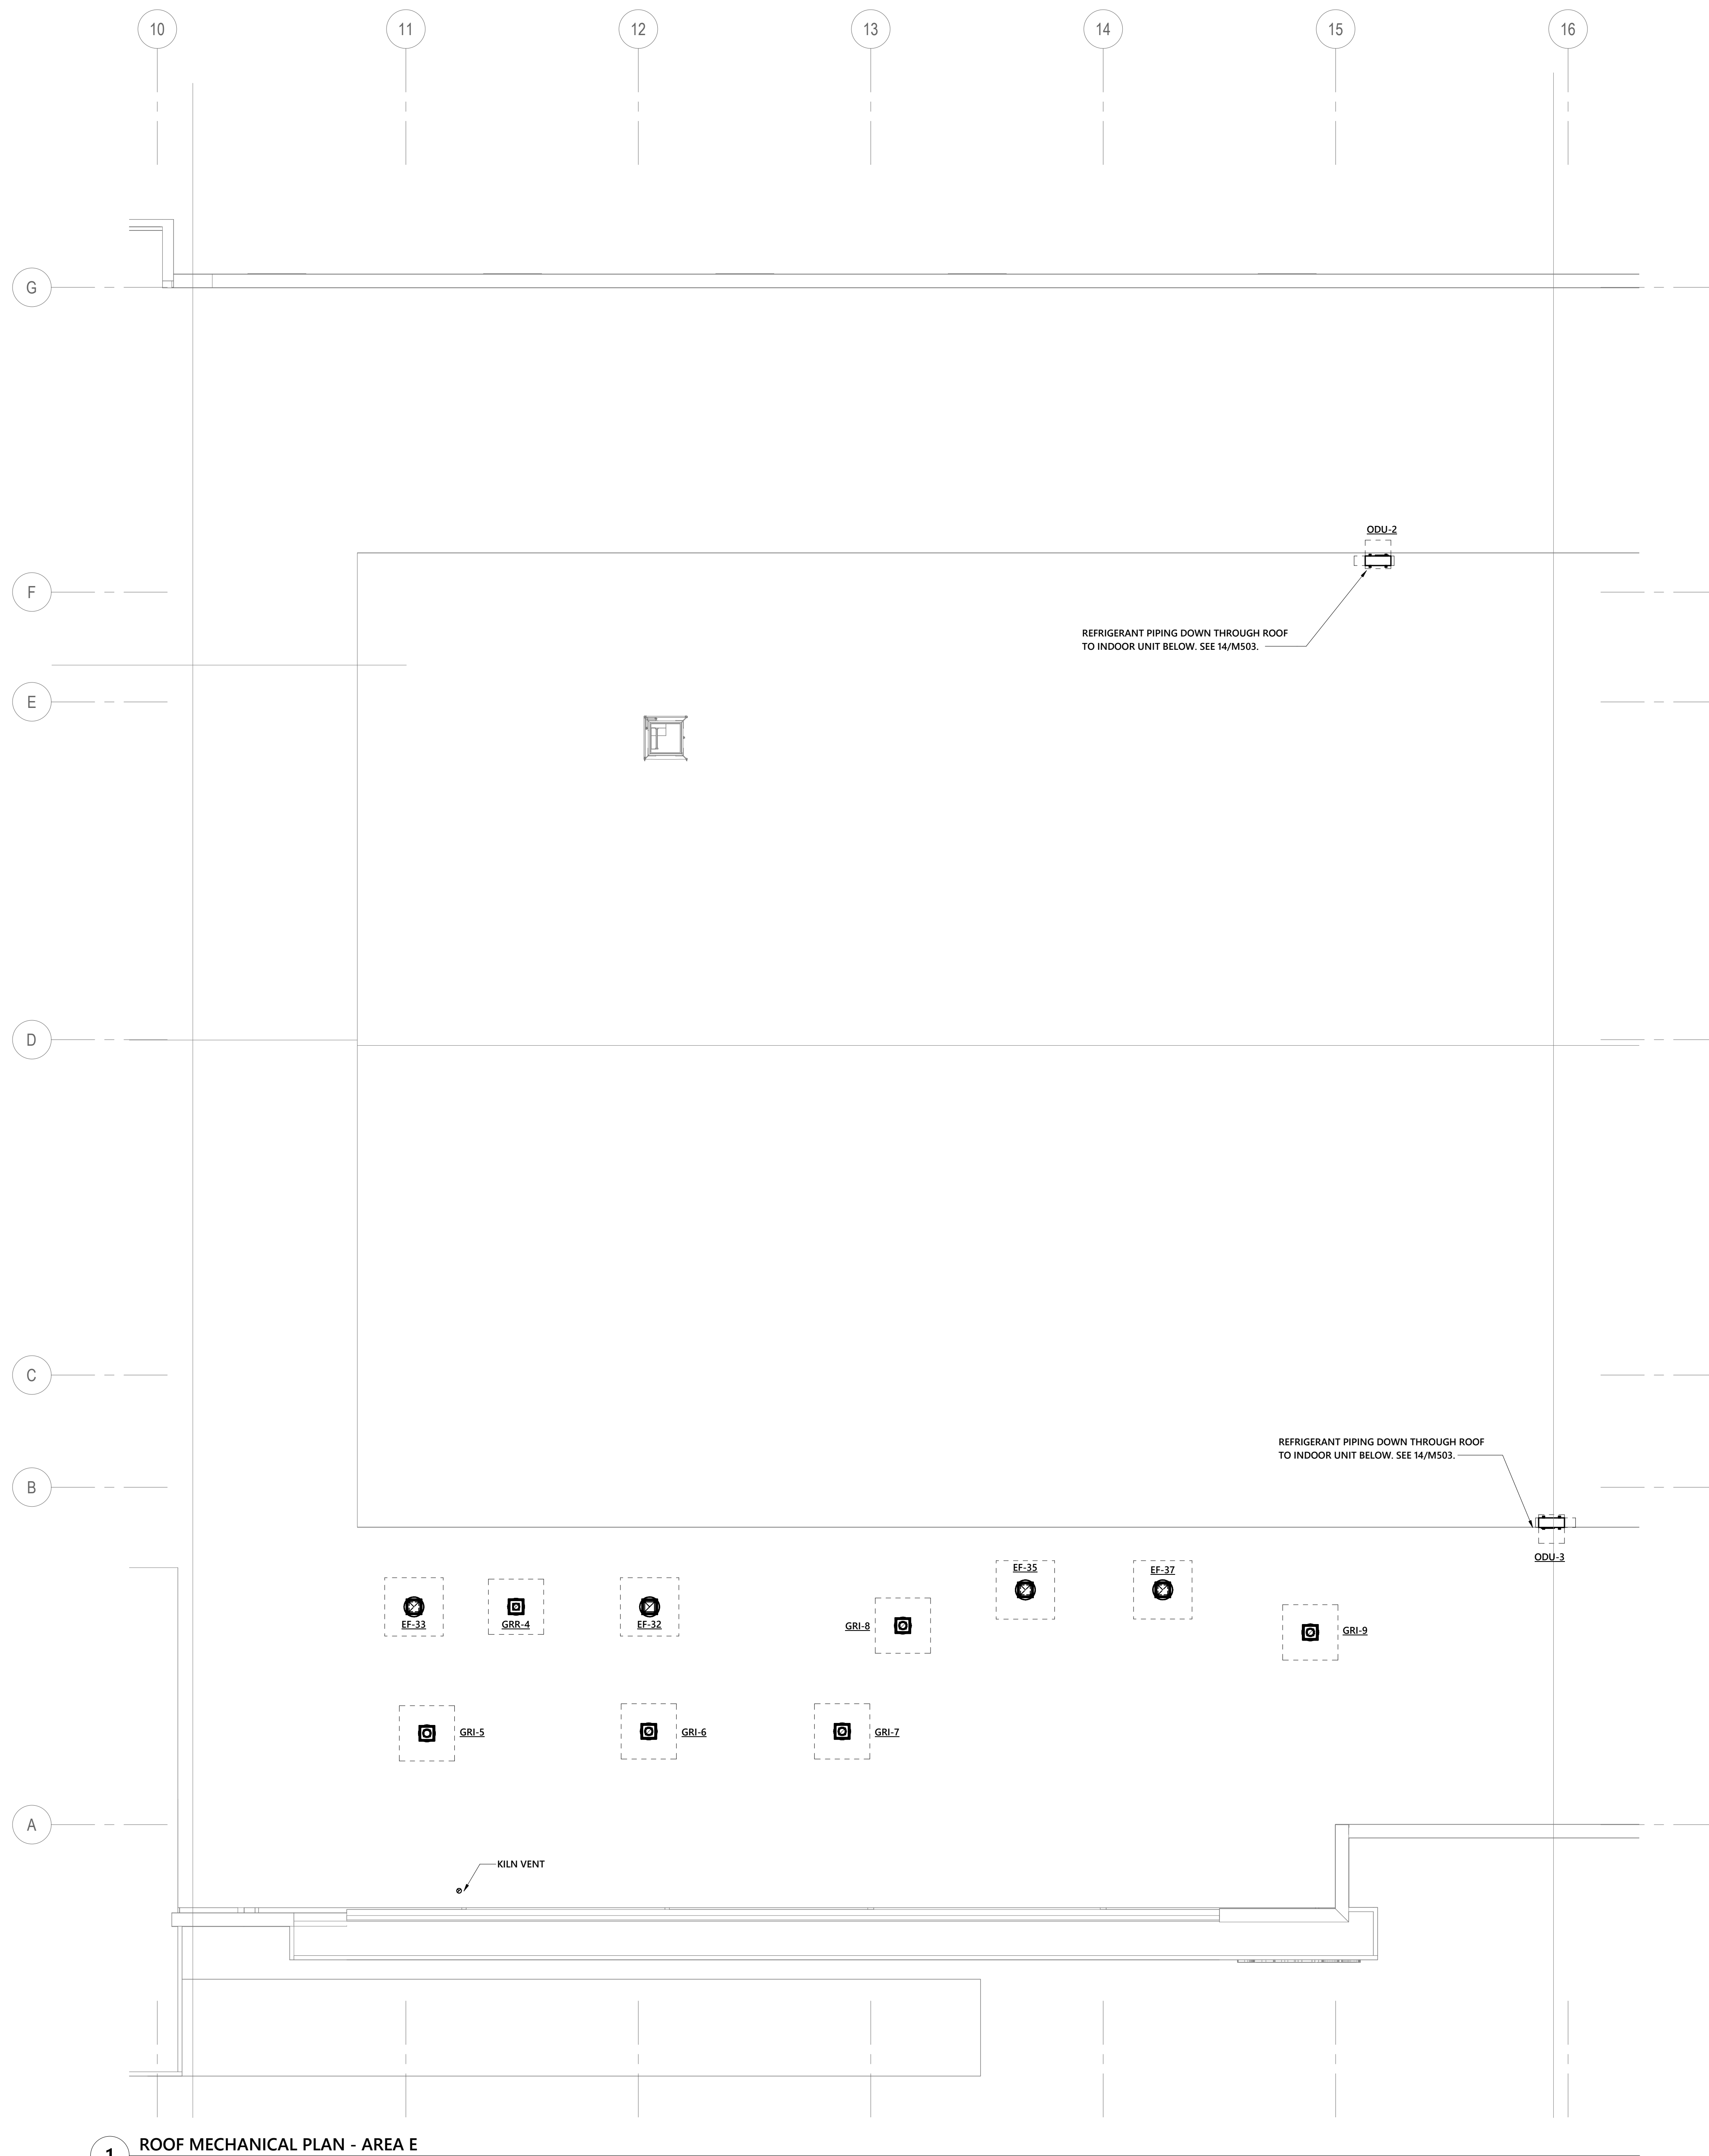 10
11
12
13
14
15
16
G
ODU-2
F
REFRIGERANT PIPING DOWN THROUGH ROOF
TO INDOOR UNIT BELOW. SEE 14/M503.
E
D
C
REFRIGERANT PIPING DOWN THROUGH ROOF
TO INDOOR UNIT BELOW. SEE 14/M503.
B
ODU-3
EF-35
EF-37
EF-33
GRR-4
EF-32
GRI-8
GRI-9
GRI-5
GRI-6
GRI-7
A
KILN VENT
1
ROOF MECHANICAL PLAN - AREA E